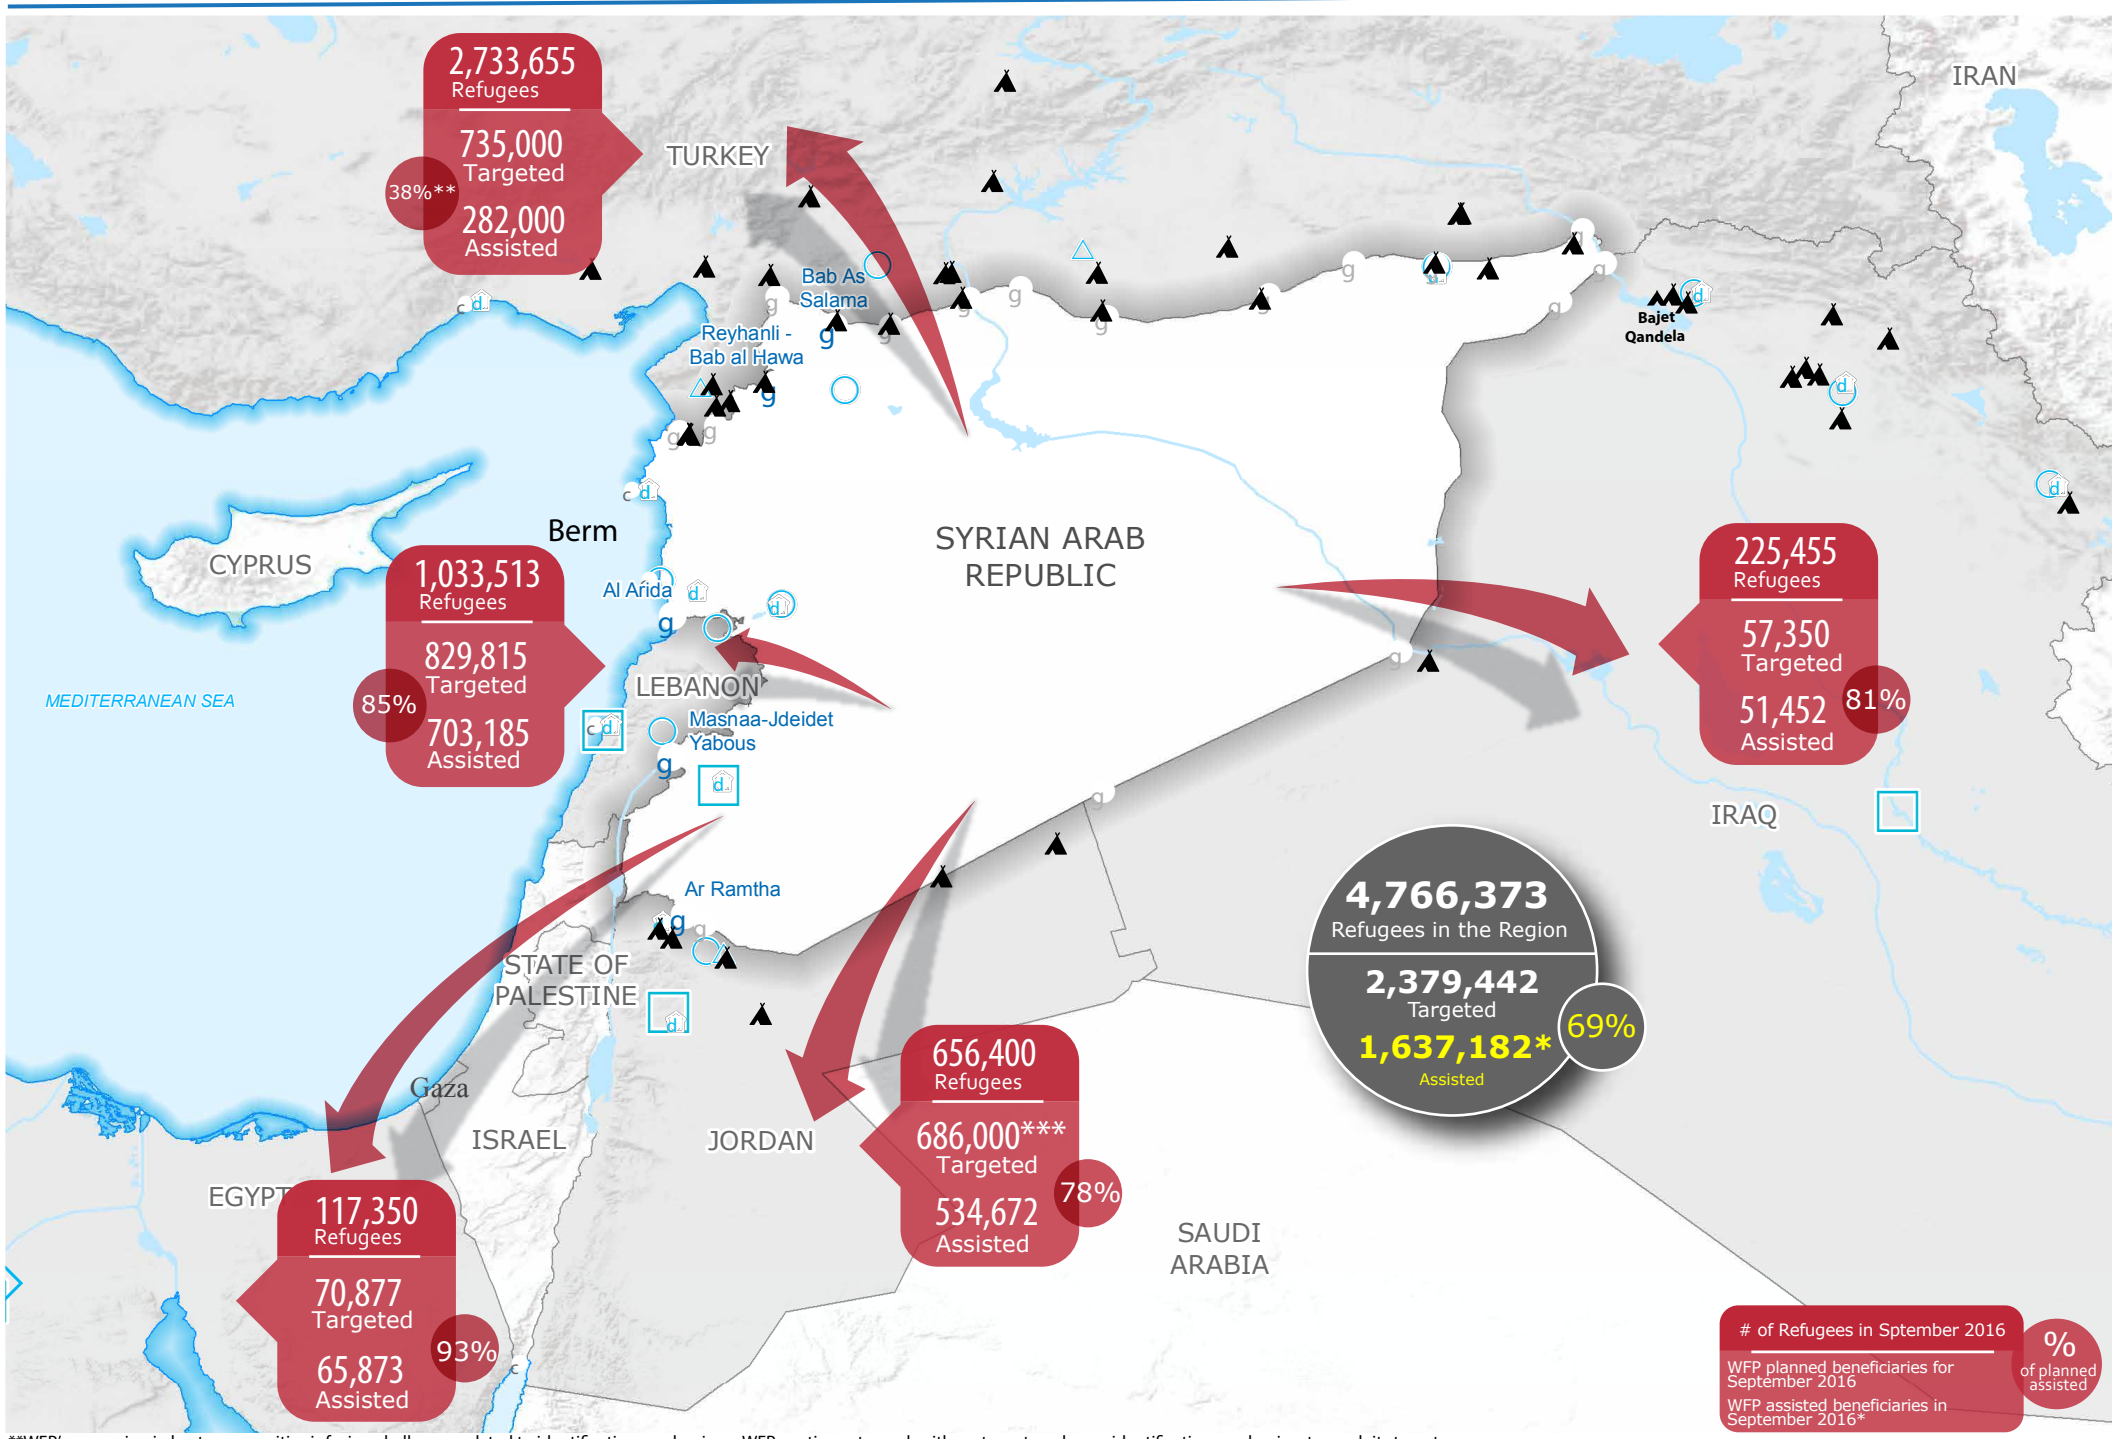 2,733,655
Refugees
735,000
Targeted
38%**
282,000
Assisted
TURKEY
IRAN
Bab As
Salama
Reyhanli -
Bab al Hawa
Bajet
Qandela
CYPRUS
Berm
SYRIAN ARAB
REPUBLIC
Al Arida
1,033,513
Refugees
829,815
Targeted
85%
703,185
Assisted
225,455
Refugees
57,350
Targeted
51,452
81%
Assisted
MEDITERRANEAN SEA
LEBANON
Masnaa-Jdeidet
Yabous
IRAQ
Ar Ramtha
STATE OF
PALESTINE
4,766,373
Refugees in the Region
2,379,442
Targeted
1,637,182*
Assisted
69%
Gaza
ISRAEL
JORDAN
656,400
Refugees
686,000***
Targeted
78%
534,672
Assisted
EGYPT
117,350
Refugees
70,877
Targeted
93%
65,873
Assisted
SAUDI
ARABIA
# of Refugees in Sptember 2016
WFP planned beneficiaries for
September 2016
WFP assisted beneficiaries in
September 2016*
%
of planned
assisted